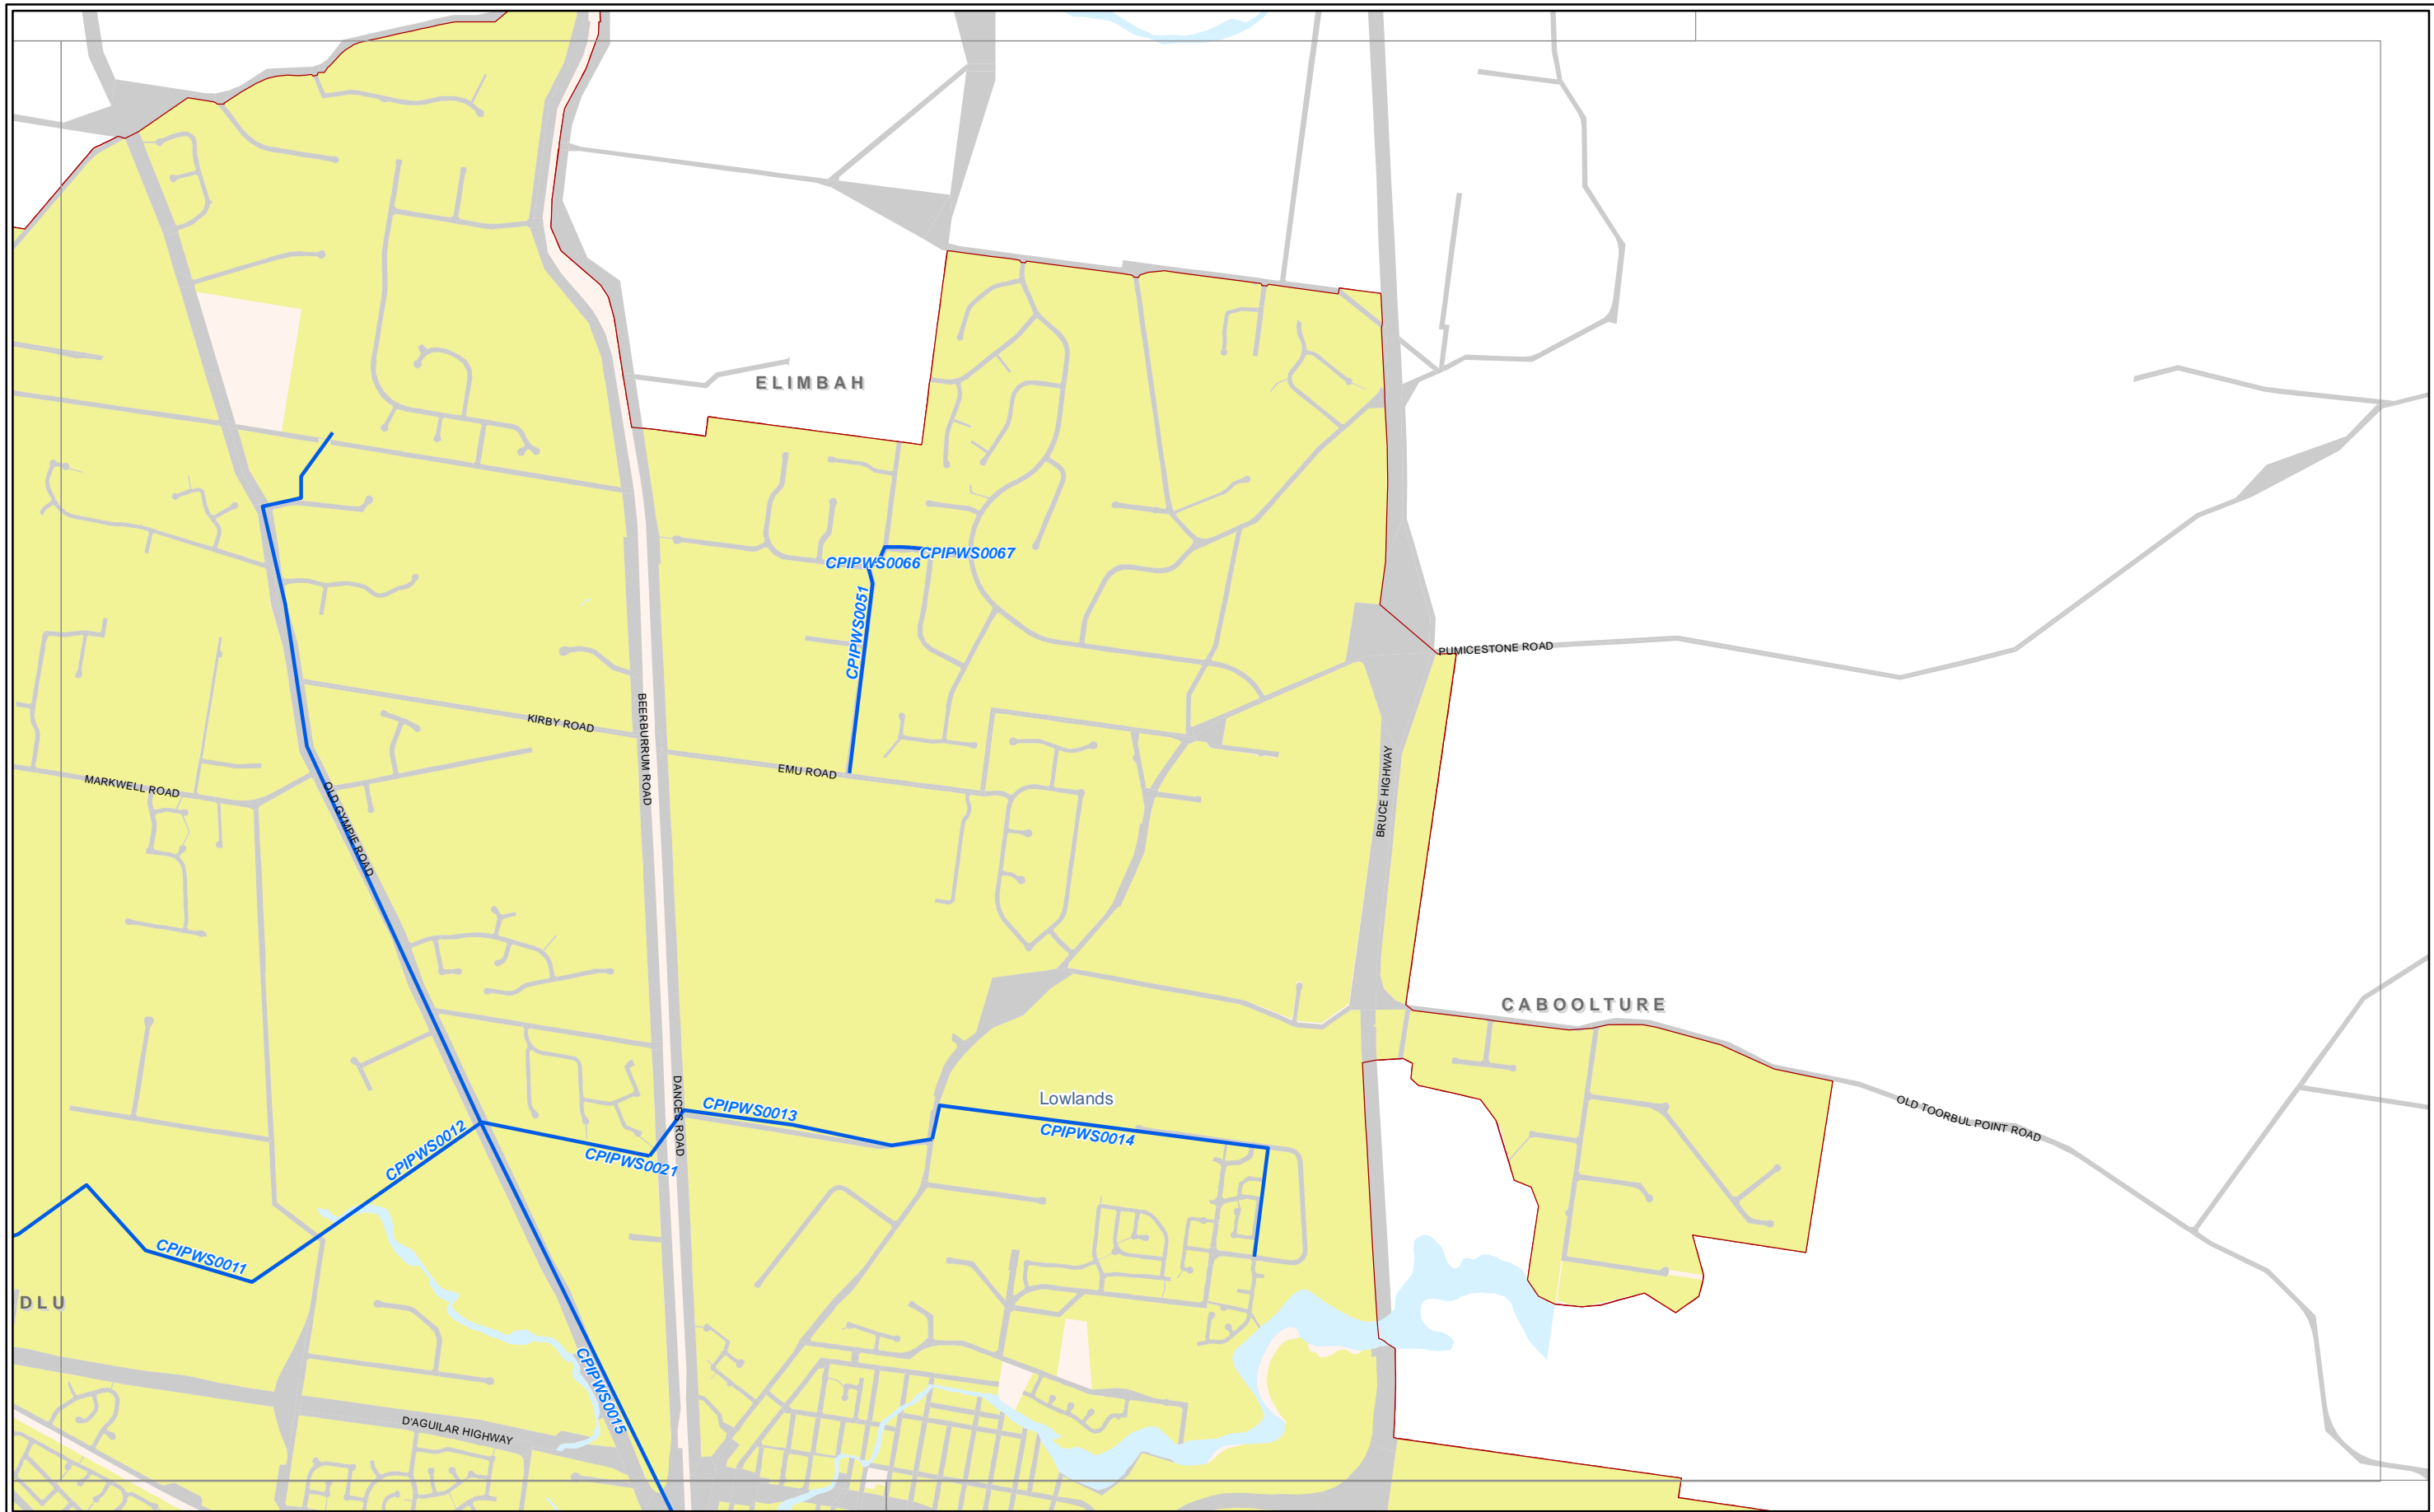 ELIMBAH
CPIPWS0067
CPIPWS0066
CPIPWS0051
PUMICESTONE ROAD
KIRBY ROAD
BEERBURRUM ROAD
EMU ROAD
BRUCE HIGHWAY
MARKWELL ROAD
OLD GYMPIE ROAD
CABOOLTURE
Lowlands
DANCES ROAD
CPIPWS0013
OLD TOORBUL POINT ROAD
CPIPWS0014
CPIPWS0012
CPIPWS0021
CPIPWS0011
DLU
CPIPWS0015
D'AGUILAR HIGHWAY